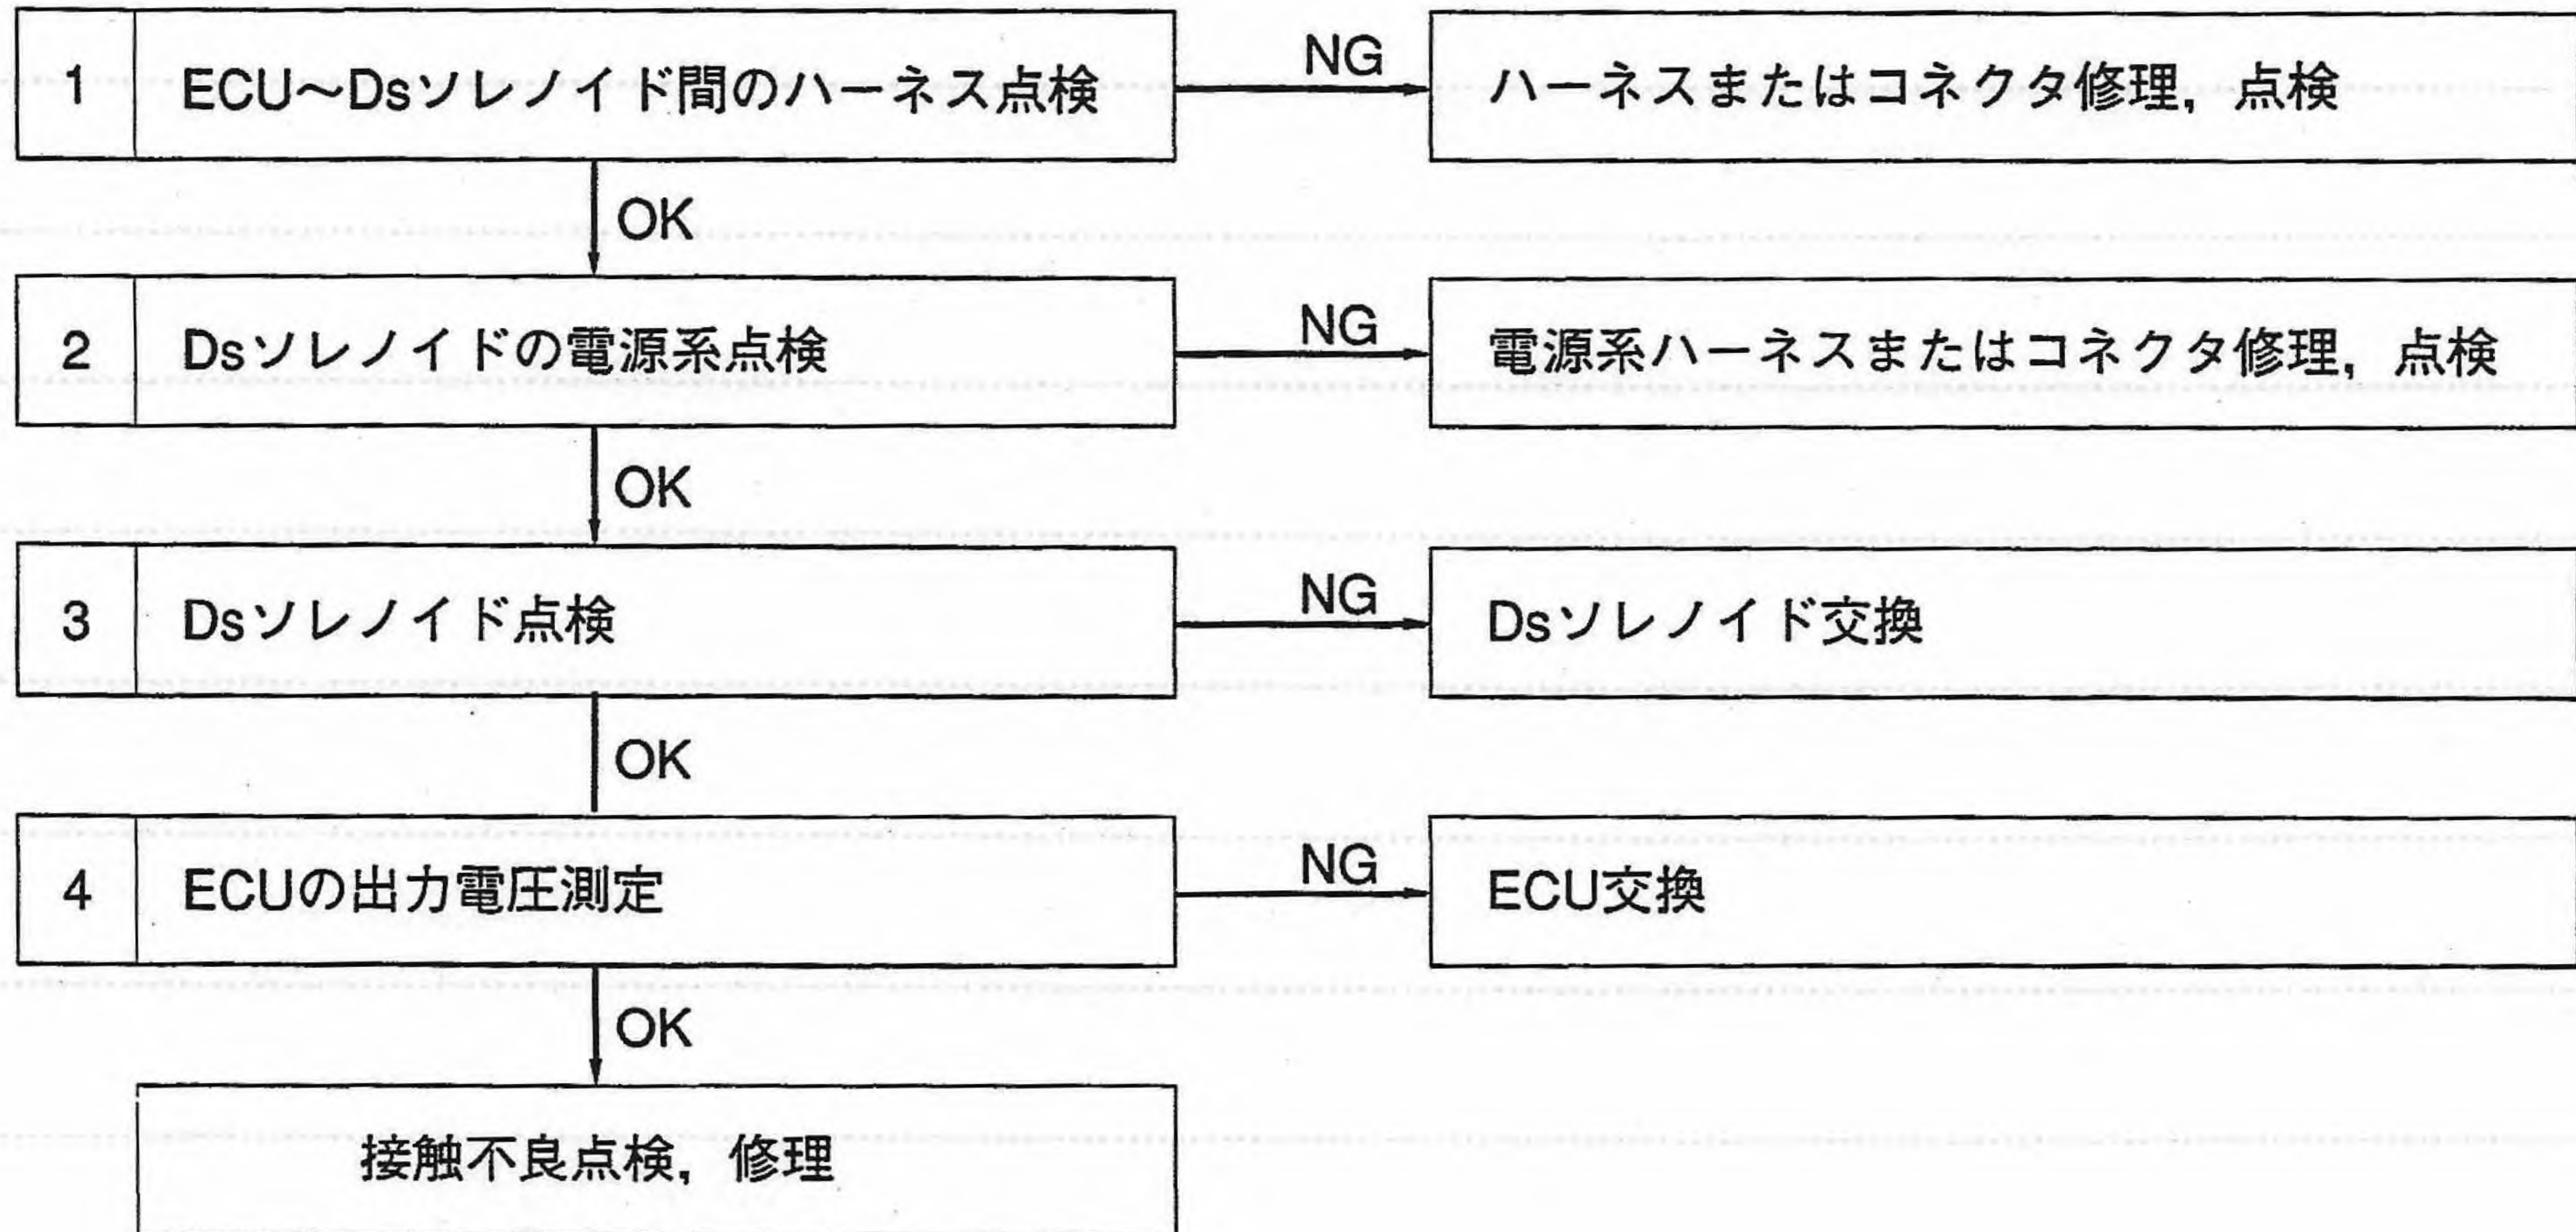 1 ECU～Dsソレノイド間のハーネス点検
NG
ハーネスまたはコネクタ修理，点検
OK
2 Dsソレノイドの電源系点検
NG
電源系ハーネスまたはコネクタ修理，点検
OK
3 Dsソレノイド点検
NG
Dsソレノイド交換
OK
4 ECUの出力電圧測定
NG
ECU交換
OK
接触不良点検，修理